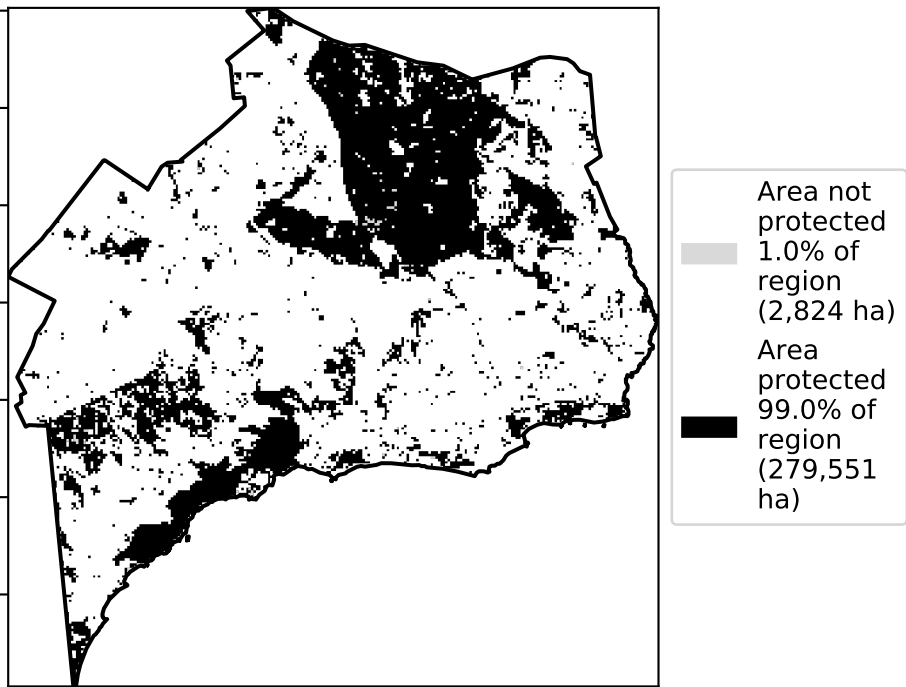 Area not
protected
1.0% of
region
(2,824 ha)
Area
protected
99.0% of
region
(279,551
ha)